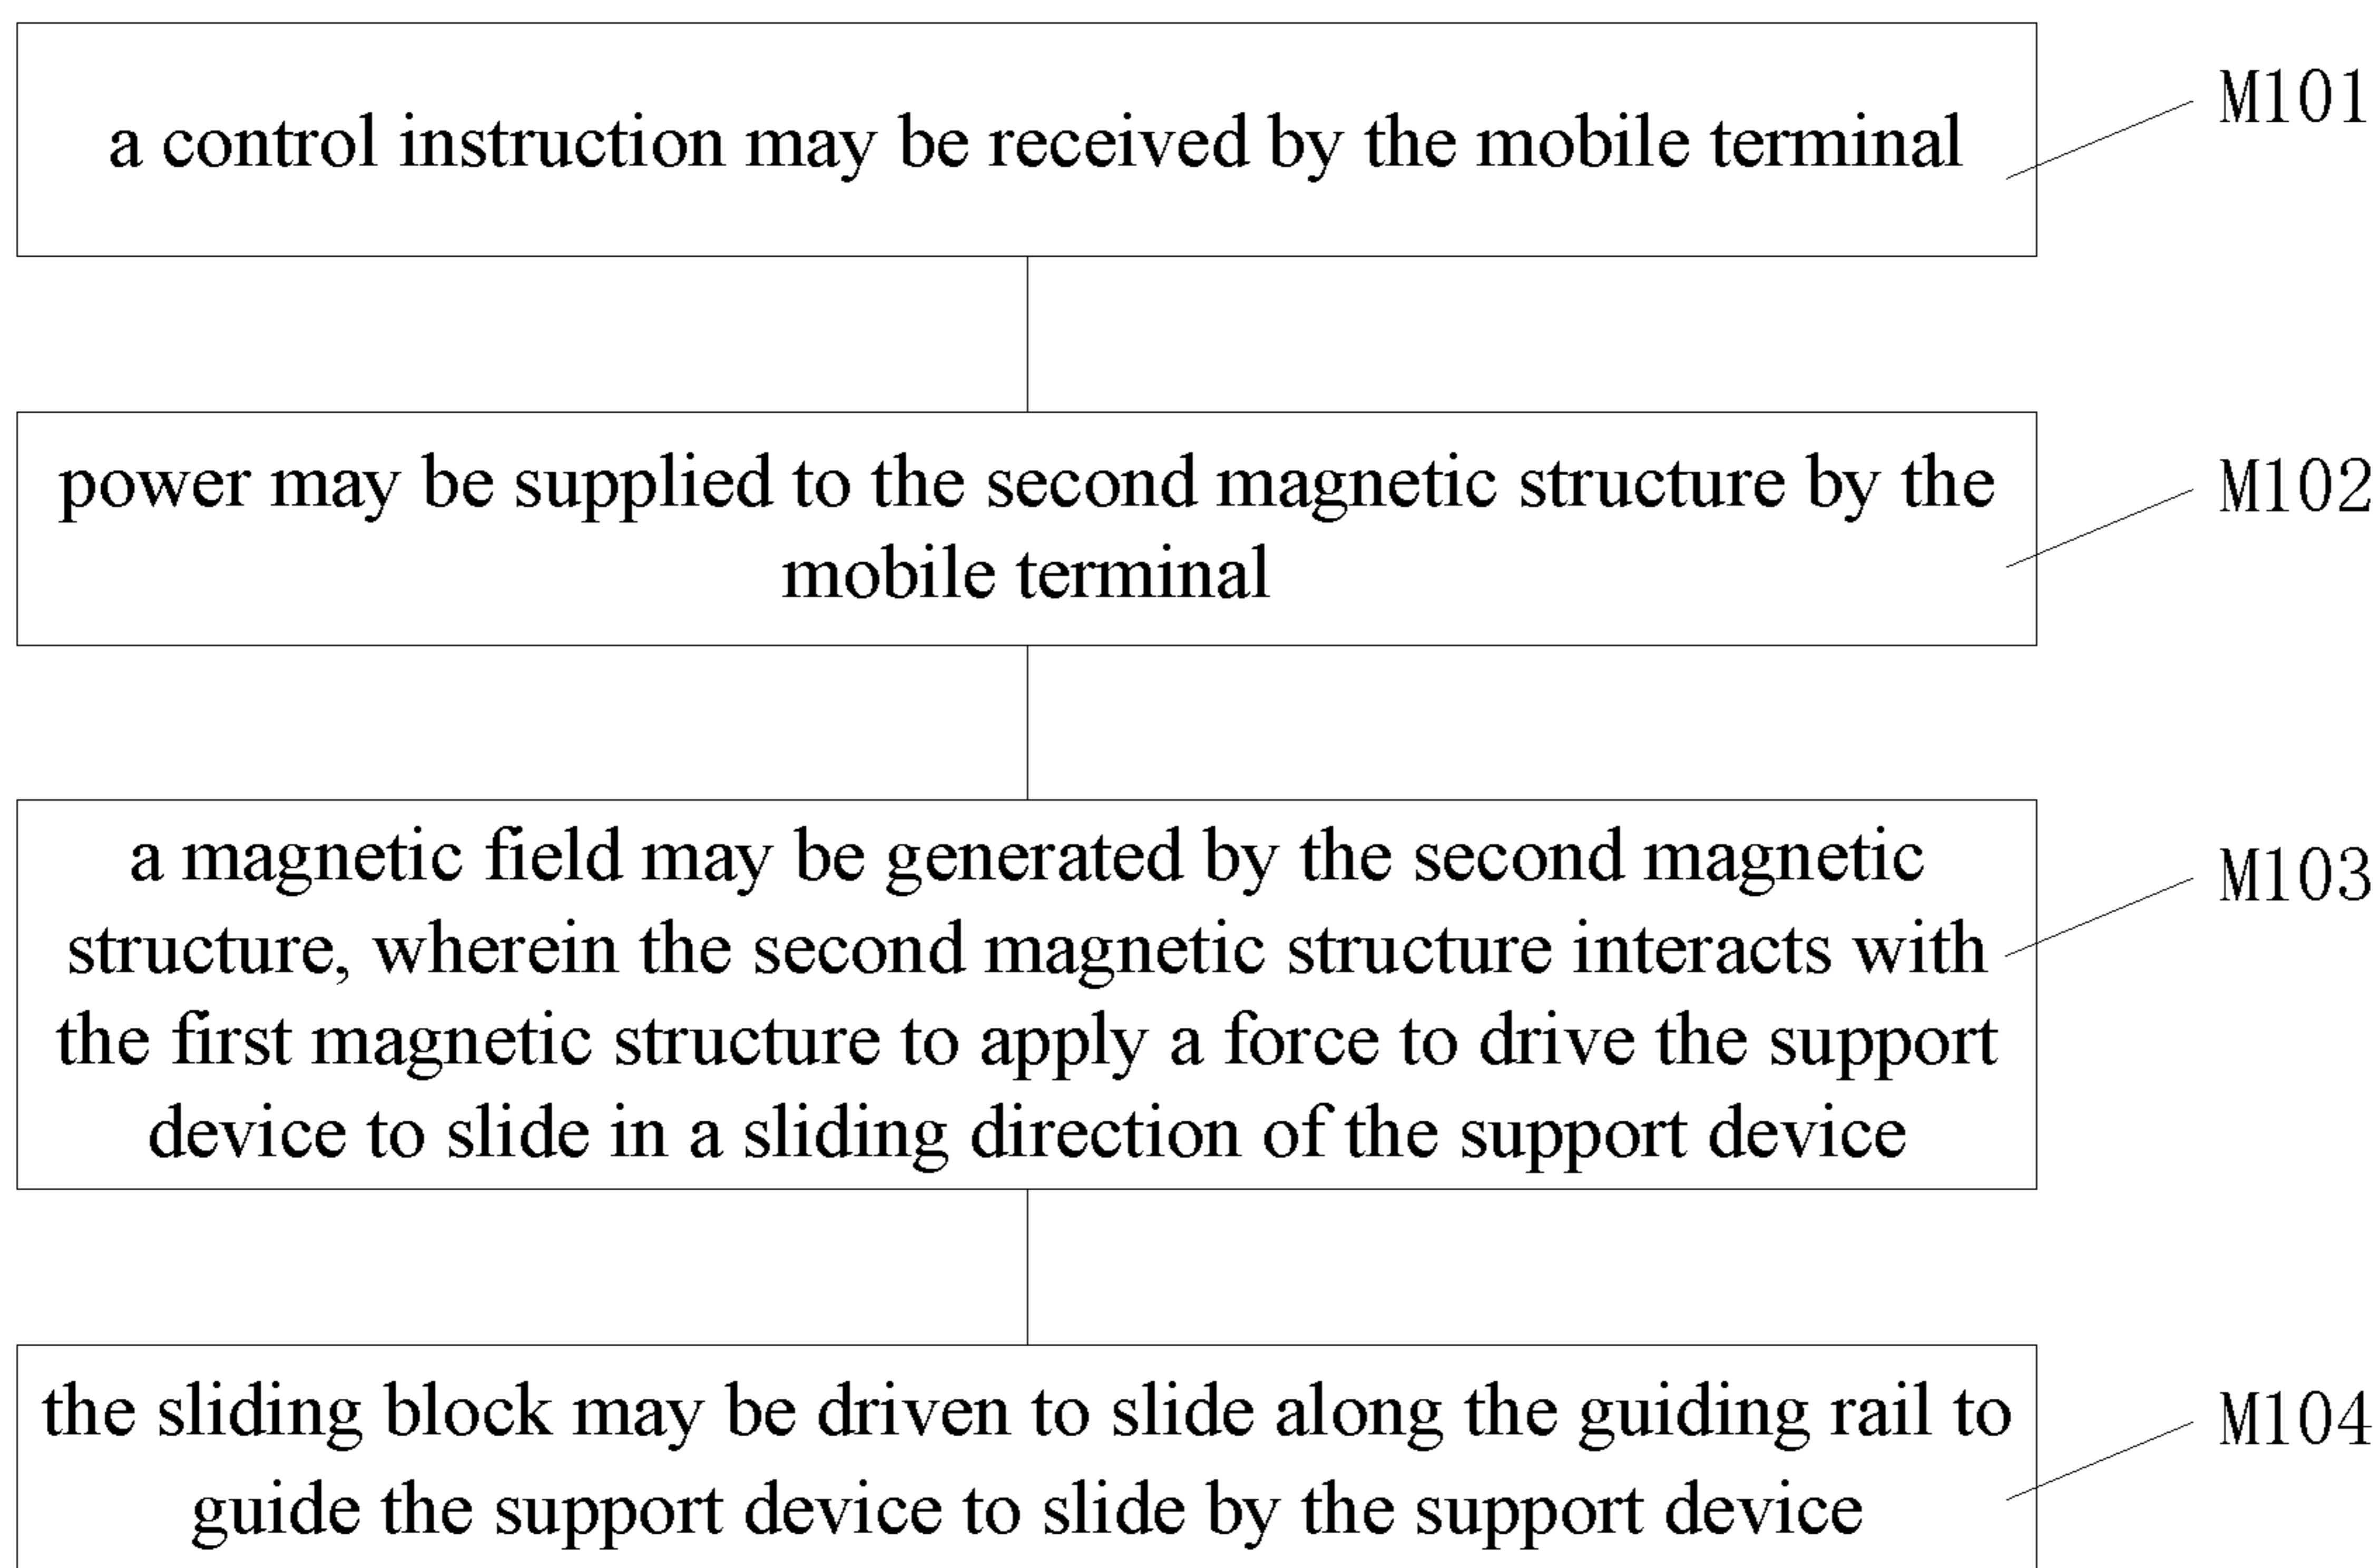 a control instruction may be received by the mobile terminal
M101
power may be supplied to the second magnetic structure by the
mobile terminal
M102
a magnetic field may be generated by the second magnetic
structure, wherein the second magnetic structure interacts with
the first magnetic structure to apply a force to drive the support
device to slide in a sliding direction of the support device
M103
the sliding block may be driven to slide along the guiding rail to
guide the support device to slide by the support device
M104